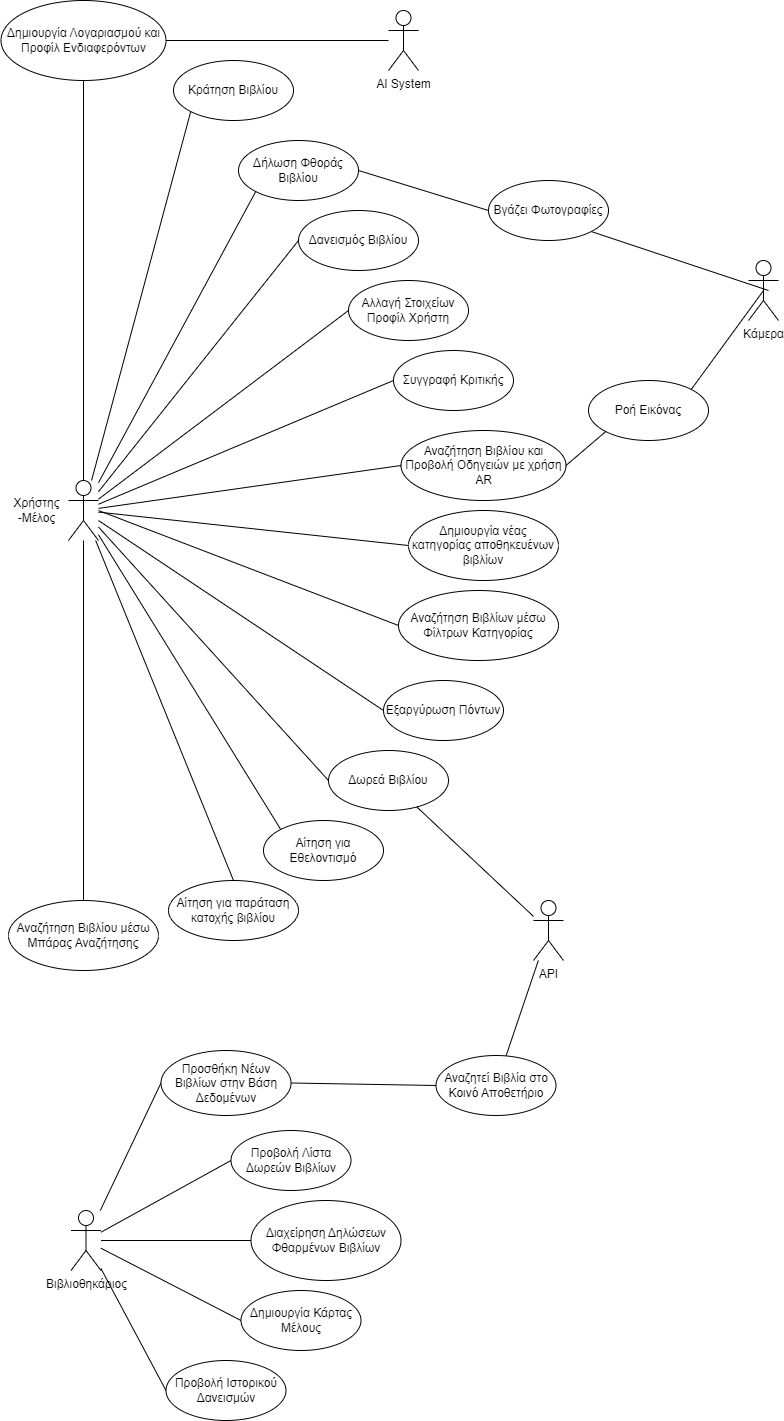 Δημιουργία Λογαριασμού και
Προφίλ Ενδιαφερόντων
AI System
Κράτηση Βιβλίου
Δήλωση Φθοράς
Βιβλίου
Βγάζει Φωτογραφίες
Δανεισμός Βιβλίου
Αλλαγή Στοιχείων
Προφίλ Χρήστη
Κάμερα
Συγγραφή Κριτικής
Ροή Εικόνας
Αναζήτηση Βιβλίου και
Προβολή Οδηγειών με χρήση
AR
Χρήστης
-Μέλος
Δημιουργία νέας
κατηγορίας αποθηκευένων
βιβλίων
Αναζήτηση Βιβλίων μέσω
Φίλτρων Κατηγορίας
Εξαργύρωση Πόντων
Δωρεά Βιβλίου
Αίτηση για
Εθελοντισμό
Αίτηση για παράταση
κατοχής βιβλίου
Αναζήτηση Βιβλίου μέσω
Μπάρας Αναζήτησης
API
Προσθήκη Νέων
Βιβλίων στην Βάση
Δεδομένων
Αναζητεί Βιβλία στο
Κοινό Αποθετήριο
Προβολή Λίστα
Δωρεών Βιβλίων
Διαχείρηση Δηλώσεων
Φθαρμένων Βιβλίων
Βιβλιοθηκάριος
Δημιουργία Κάρτας
Μέλους
Προβολή Ιστορικού
Δανεισμών